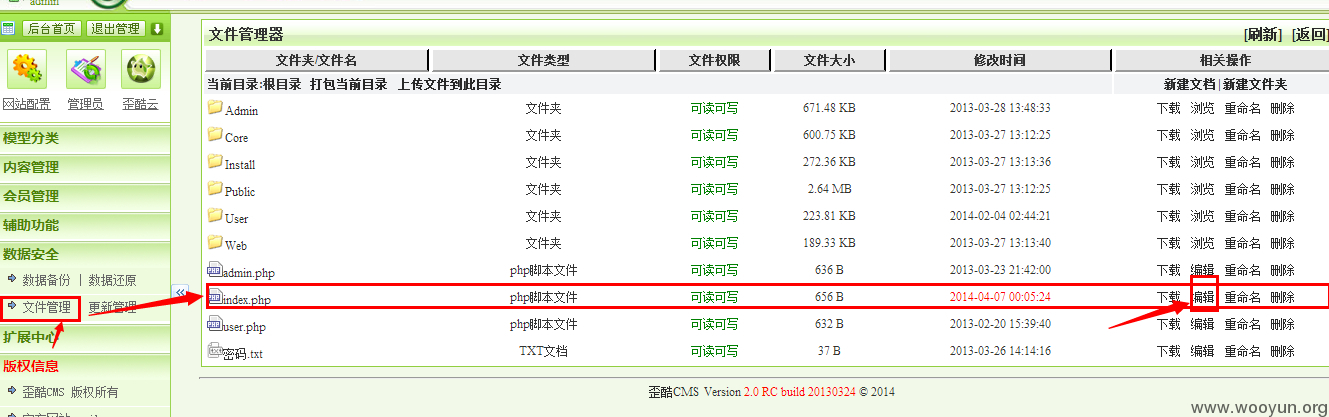 admin
后台首页 退出管理
网站配置 管理员 歪酷云
模型分类
内容管理
会员管理
辅助功能
数据安全
数据备份 | 数据还原
文件管理 更新管理
扩展中心
版权信息
歪酷CMS 版权所有
文件管理器 [刷新] [返回]
文件夹/文件名 文件类型 文件权限 文件大小 修改时间 相关操作
当前目录:根目录 打包当前目录 上传文件到此目录 新建文档|新建文件夹
Admin 文件夹 可读可写 671.48 KB 2013-03-28 13:48:33 下载 浏览 重命名 删除
Core 文件夹 可读可写 600.75 KB 2013-03-27 13:12:25 下载 浏览 重命名 删除
Install 文件夹 可读可写 272.36 KB 2013-03-27 13:13:36 下载 浏览 重命名 删除
Public 文件夹 可读可写 2.64 MB 2013-03-27 13:12:25 下载 浏览 重命名 删除
User 文件夹 可读可写 223.81 KB 2014-02-04 02:44:21 下载 浏览 重命名 删除
Web 文件夹 可读可写 189.33 KB 2013-03-27 13:13:40 下载 浏览 重命名 删除
admin.php php脚本文件 可读可写 636 B 2013-03-23 21:42:00 下载 编辑 重命名 删除
index.php php脚本文件 可读可写 656 B 2014-04-07 00:05:24 下载 编辑 重命名 删除
user.php php脚本文件 可读可写 632 B 2013-02-20 15:39:40 下载 编辑 重命名 删除
密码.txt TXT文档 可读可写 37 B 2013-03-26 14:14:16 下载 编辑 重命名 删除
歪酷CMS Version 2.0 RC build 20130324 © 2014
www.wooyun.org